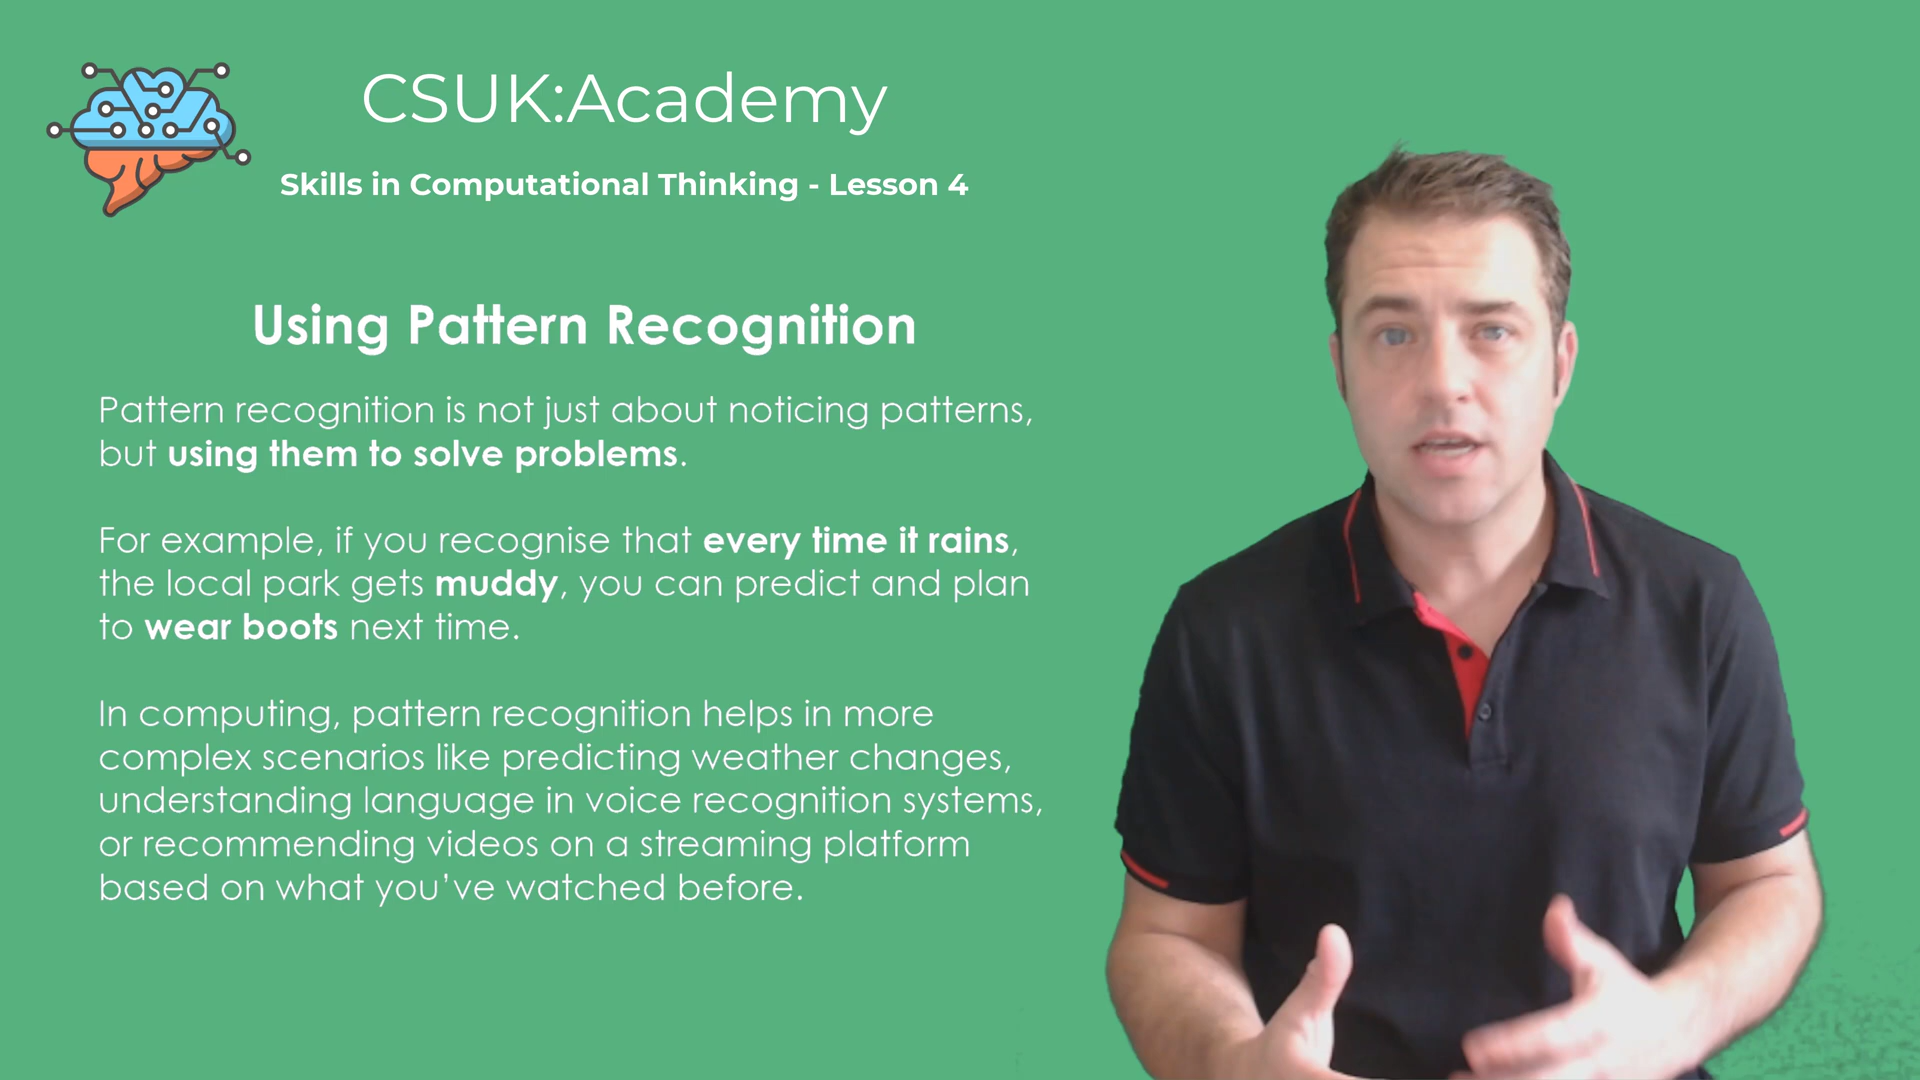 CSUK:Academy
Skills in Computational Thinking - Lesson 4
Using Pattern Recognition
Pattern recognition is not just about noticing patterns,
but using them to solve problems.
For example, if you recognise that every time it rains,
the local park gets muddy, you can predict and plan
to wear boots next time.
In computing, pattern recognition helps in more
complex scenarios like predicting weather changes,
understanding language in voice recognition systems,
or recommending videos on a streaming platform
based on what you've watched before.